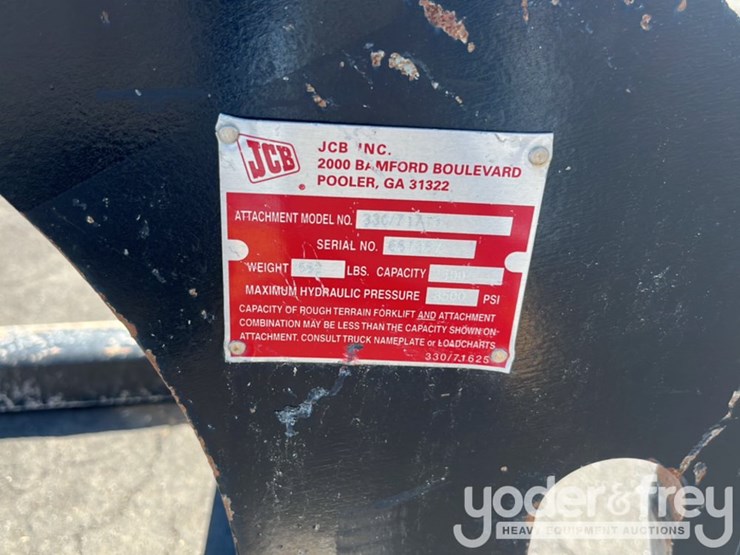 JCB
JCB INC.
2000 BAMFORD BOULEVARD
POOLER, GA 31322
®
ATTACHMENT MODEL NO.
SERIAL NO.
WEIGHT LBS. CAPACITY
MAXIMUM HYDRAULIC PRESSURE PSI
CAPACITY OF ROUGH TERRAIN FORKLIFT AND ATTACHMENT
COMBINATION MAY BE LESS THAN THE CAPACITY SHOWN ON
ATTACHMENT. CONSULT TRUCK NAMEPLATE or LOADCHARTS
330/71625
yoder&frey
HEAVY EQUIPMENT AUCTIONS